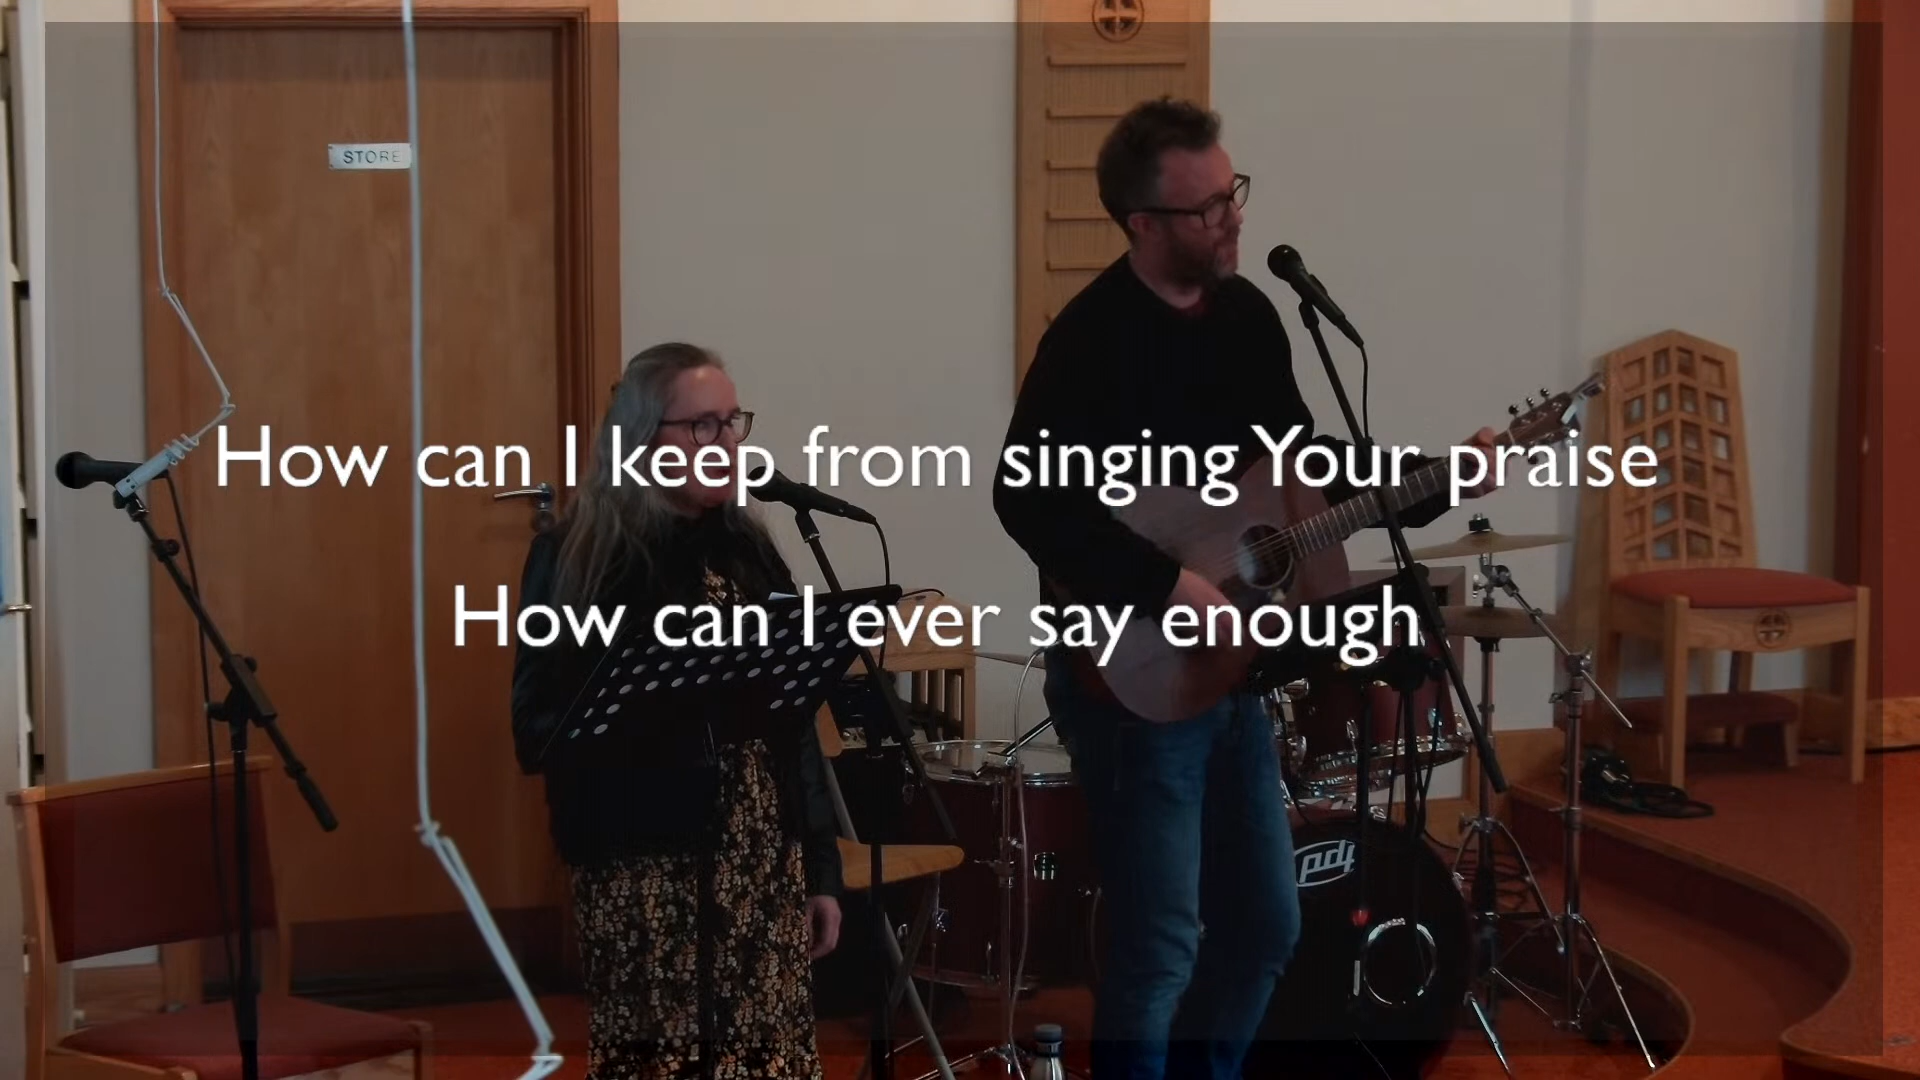 STORE
How can I keep from singing Your praise
How can I ever say enough
pdp